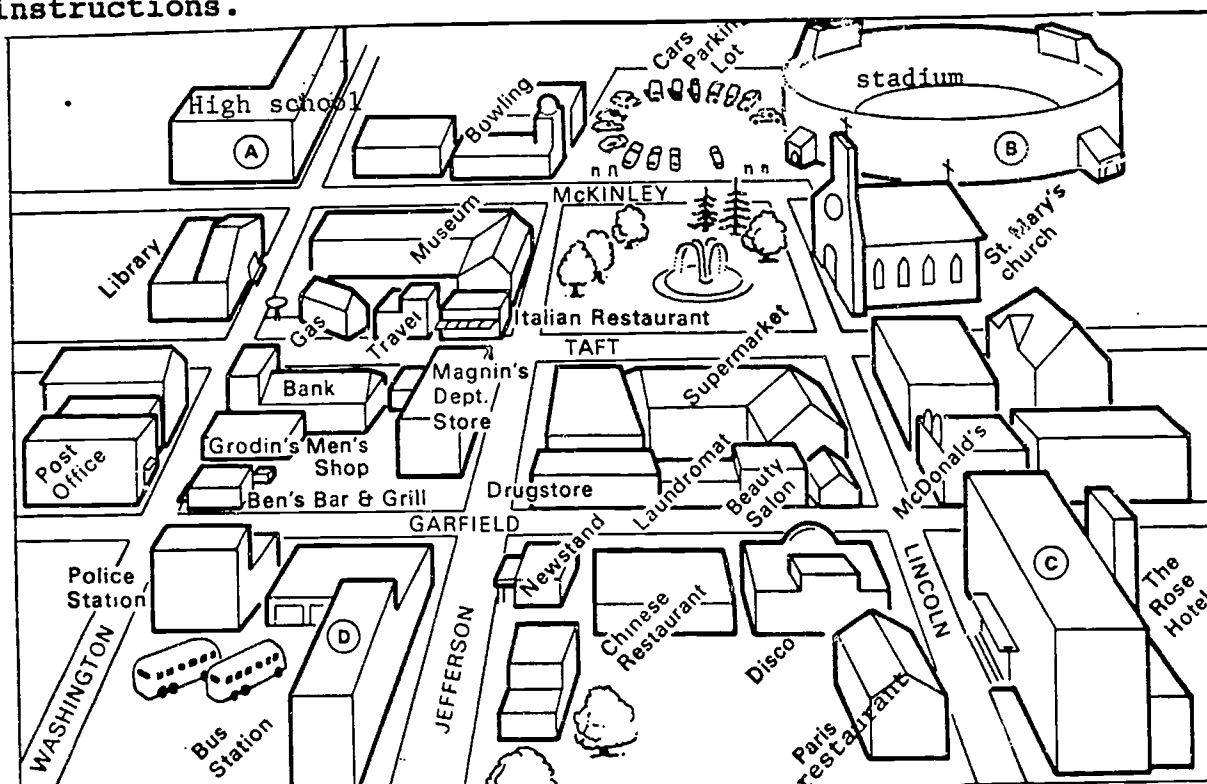 instructions.
Cars
Parking
Lot
stadium
High school
A
Bowling
B
McKINLEY
Museum
Library
St. Mary's
church
Gas
Travel
Italian Restaurant
TAFT
Supermarket
Bank
Magnin's
Dept.
Store
Grodin's Men's
Shop
Post
Office
Ben's Bar & Grill
Drugstore
Laundromat
Beauty
Salon
McDonald's
GARFIELD
Newstand
LINCOLN
C
Police
Station
Chinese
Restaurant
Disco
The
Rose
Hotel
D
WASHINGTON
JEFFERSON
Bus
Station
Paris
restaurant